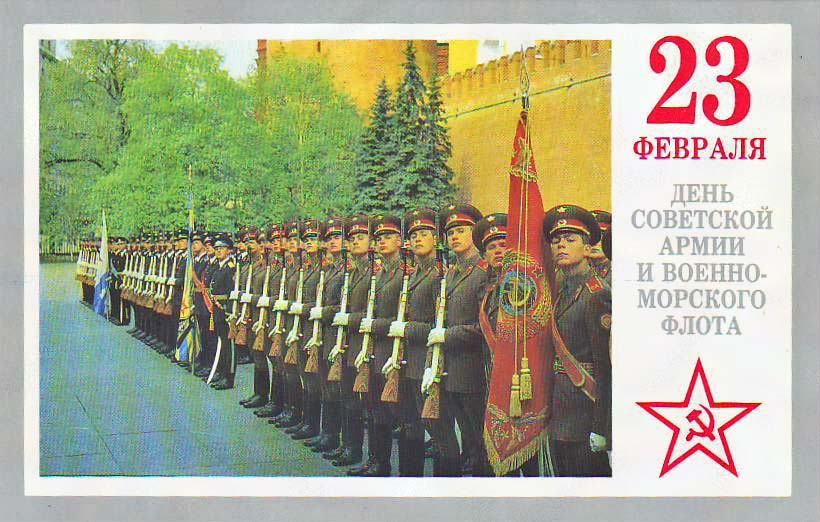 23
ФЕВРАЛЯ
ДЕНЬ
СОВЕТСКОЙ
АРМИИ
И ВОЕННО-
МОРСКОГО
ФЛОТА